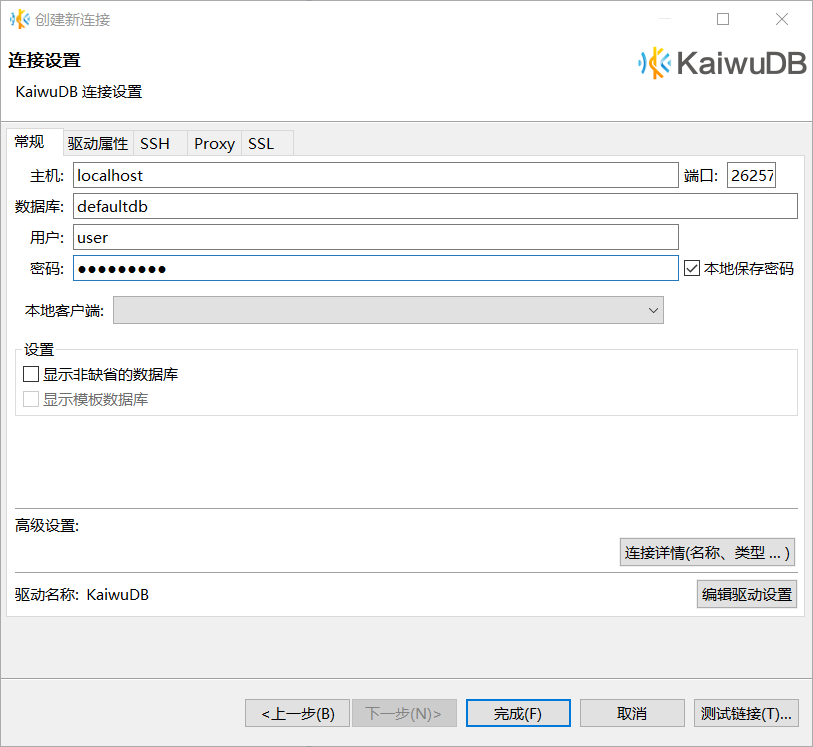 创建新连接
连接设置
KaiwuDB
KaiwuDB 连接设置
常规 驱动属性 SSH Proxy SSL
主机: localhost 端口: 26257
数据库: defaultdb
用户: user
密码: ●●●●●●●●● 本地保存密码
本地客户端:
设置
显示非缺省的数据库
显示模板数据库
高级设置:
连接详情(名称、类型 ... )
驱动名称: KaiwuDB 编辑驱动设置
<上一步(B) 下一步(N)> 完成(F) 取消 测试链接(T)...